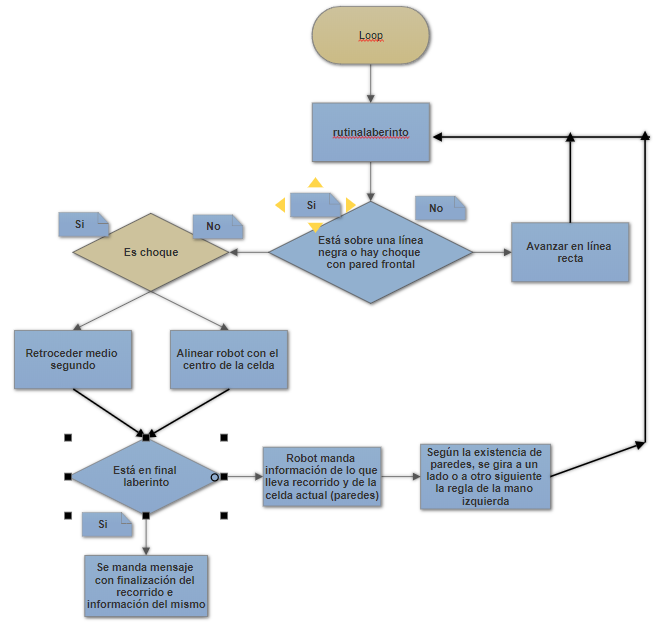 Loop
rutinalaberinto
Si
No
Está sobre una línea
negra o hay choque
con pared frontal
Avanzar en línea
recta
Si
No
Es choque
Retroceder medio
segundo
Alinear robot con el
centro de la celda
Está en final
laberinto
Robot manda
información de lo que
lleva recorrido y de la
celda actual (paredes)
Según la existencia de
paredes, se gira a un
lado o a otro siguiente
la regla de la mano
izquierda
Si
Se manda mensaje
con finalización del
recorrido e
información del mismo